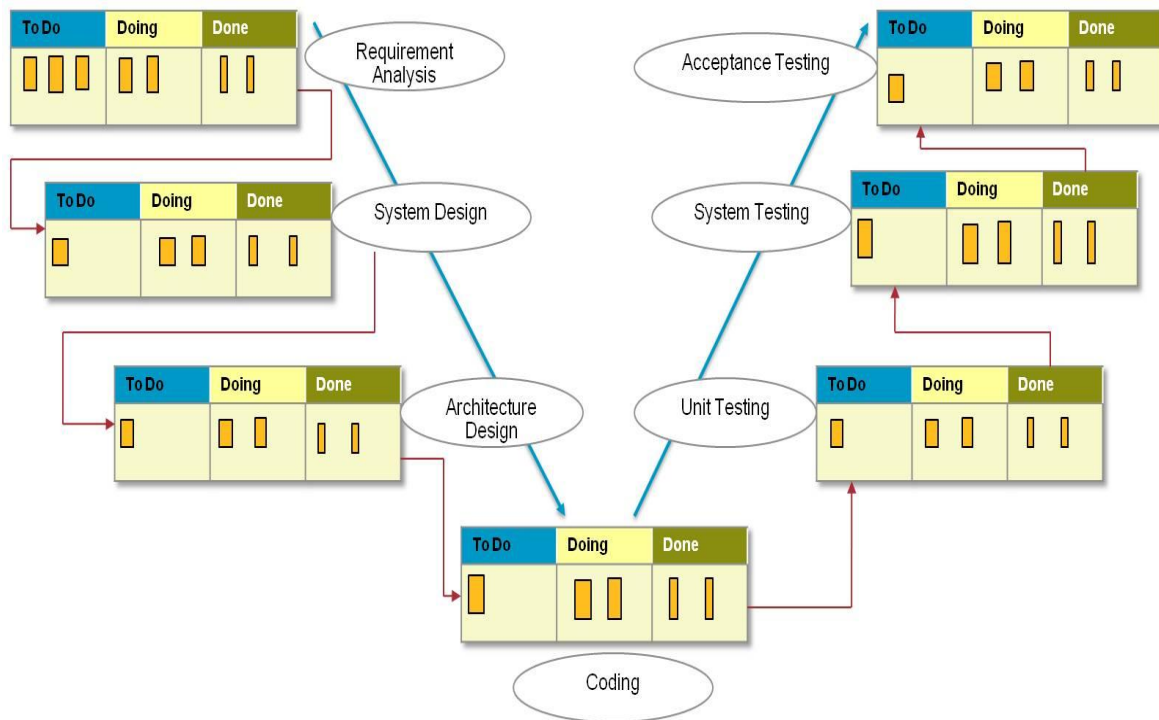 To Do Doing Done
Requirement
Analysis
Acceptance Testing
To Do Doing Done
To Do Doing Done
System Design
System Testing
To Do Doing Done
To Do Doing Done
Architecture
Design
Unit Testing
To Do Doing Done
To Do Doing Done
Coding